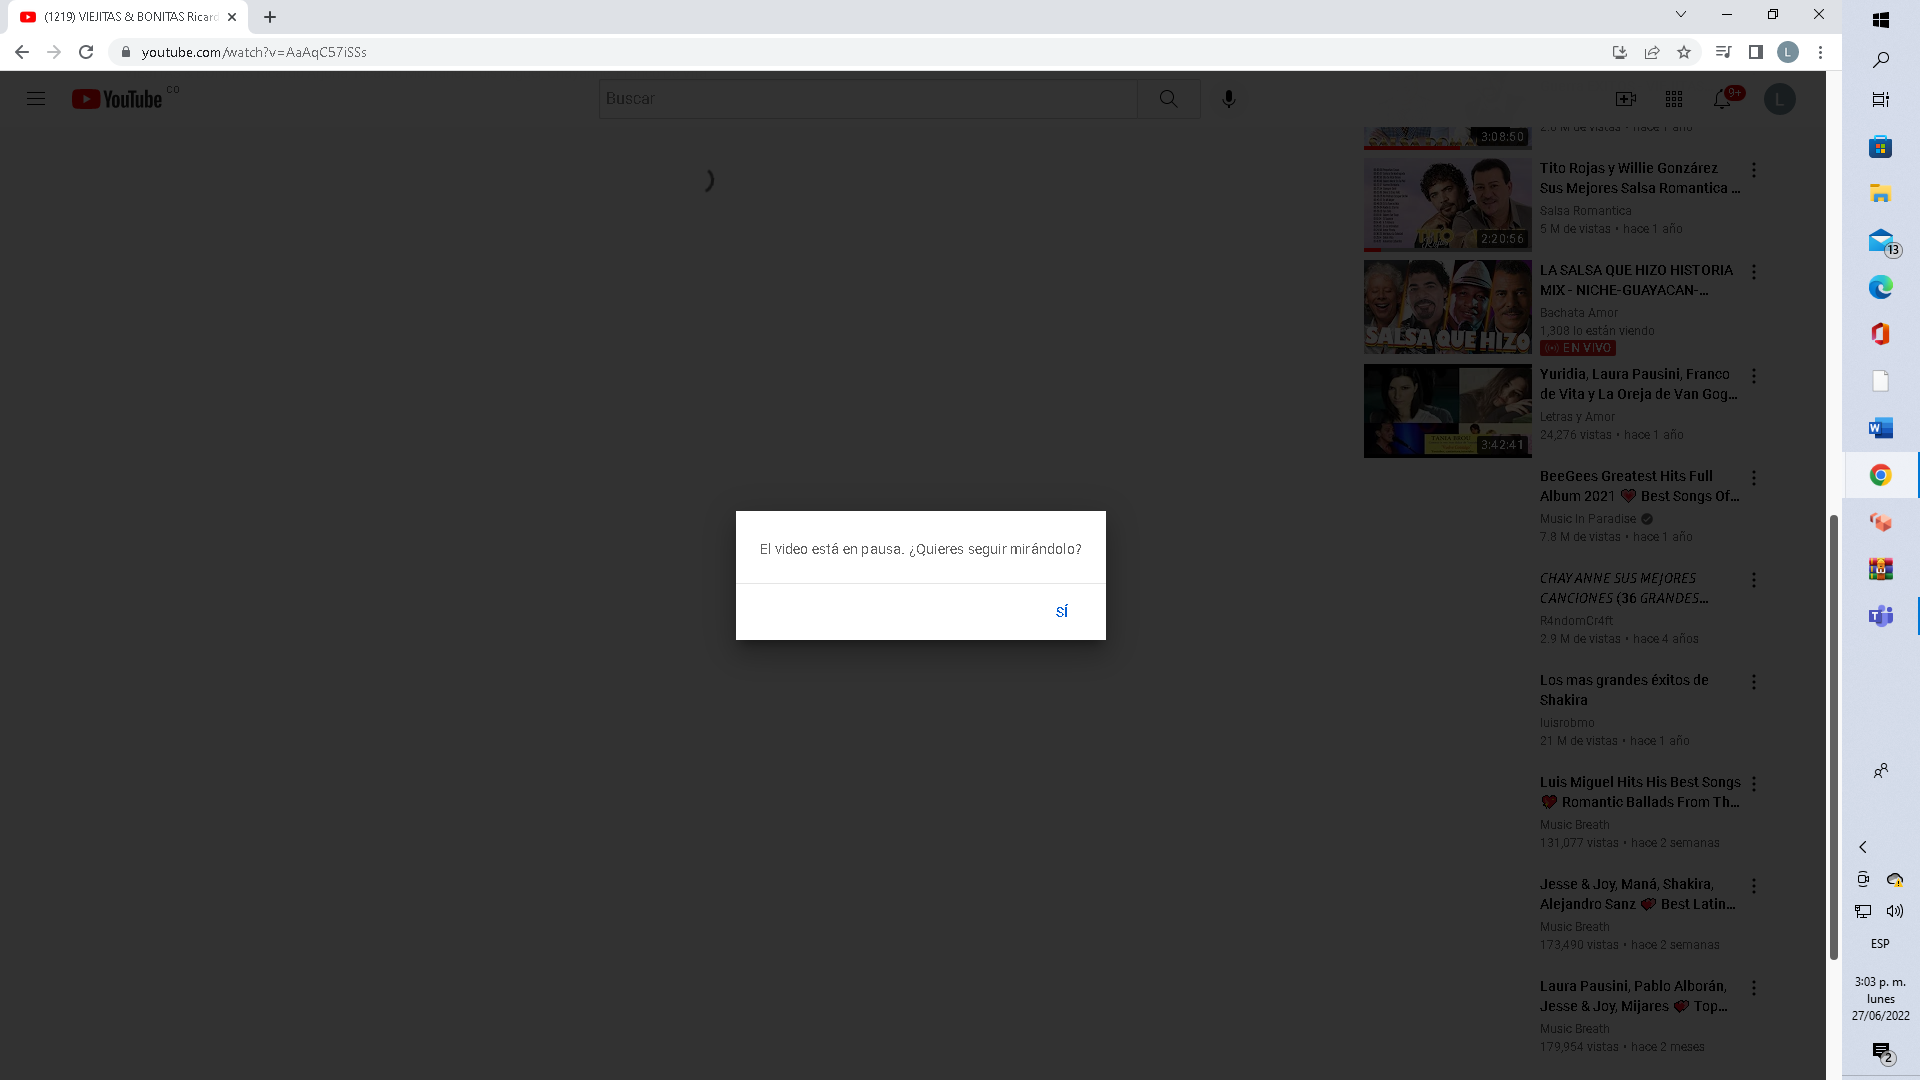 (1219) VIEJITAS & BONITAS Ricard
youtube.com/watch?v=AaAqC57iSSs
L
YouTube CO
Buscar
9+
L
3:08:50
2.6 M de vistas • hace 1 año
Tito Rojas y Willie Gonzárez
Sus Mejores Salsa Romantica ...
Salsa Romantica
5 M de vistas • hace 1 año
2:20:56
LA SALSA QUE HIZO HISTORIA
MIX - NICHE-GUAYACAN-...
Bachata Amor
1,308 lo están viendo
EN VIVO
SALSA QUE HIZO
Yuridia, Laura Pausini, Franco
de Vita y La Oreja de Van Gog...
Letras y Amor
24,276 vistas • hace 1 año
3:42:41
BeeGees Greatest Hits Full
Album 2021 💗 Best Songs Of...
Music In Paradise
7.8 M de vistas • hace 1 año
El video está en pausa. ¿Quieres seguir mirándolo?
SÍ
CHAYANNE SUS MEJORES
CANCIONES (36 GRANDES...
R4ndomCr4ft
2.9 M de vistas • hace 4 años
Los mas grandes éxitos de
Shakira
luisrobmo
21 M de vistas • hace 1 año
Luis Miguel Hits His Best Songs
💖 Romantic Ballads From Th...
Music Breath
131,077 vistas • hace 2 semanas
Jesse & Joy, Maná, Shakira,
Alejandro Sanz 💕 Best Latin...
Music Breath
173,490 vistas • hace 2 semanas
Laura Pausini, Pablo Alborán,
Jesse & Joy, Mijares 💕 Top...
Music Breath
179,954 vistas • hace 2 meses
13
ESP
3:03 p. m.
lunes
27/06/2022
2